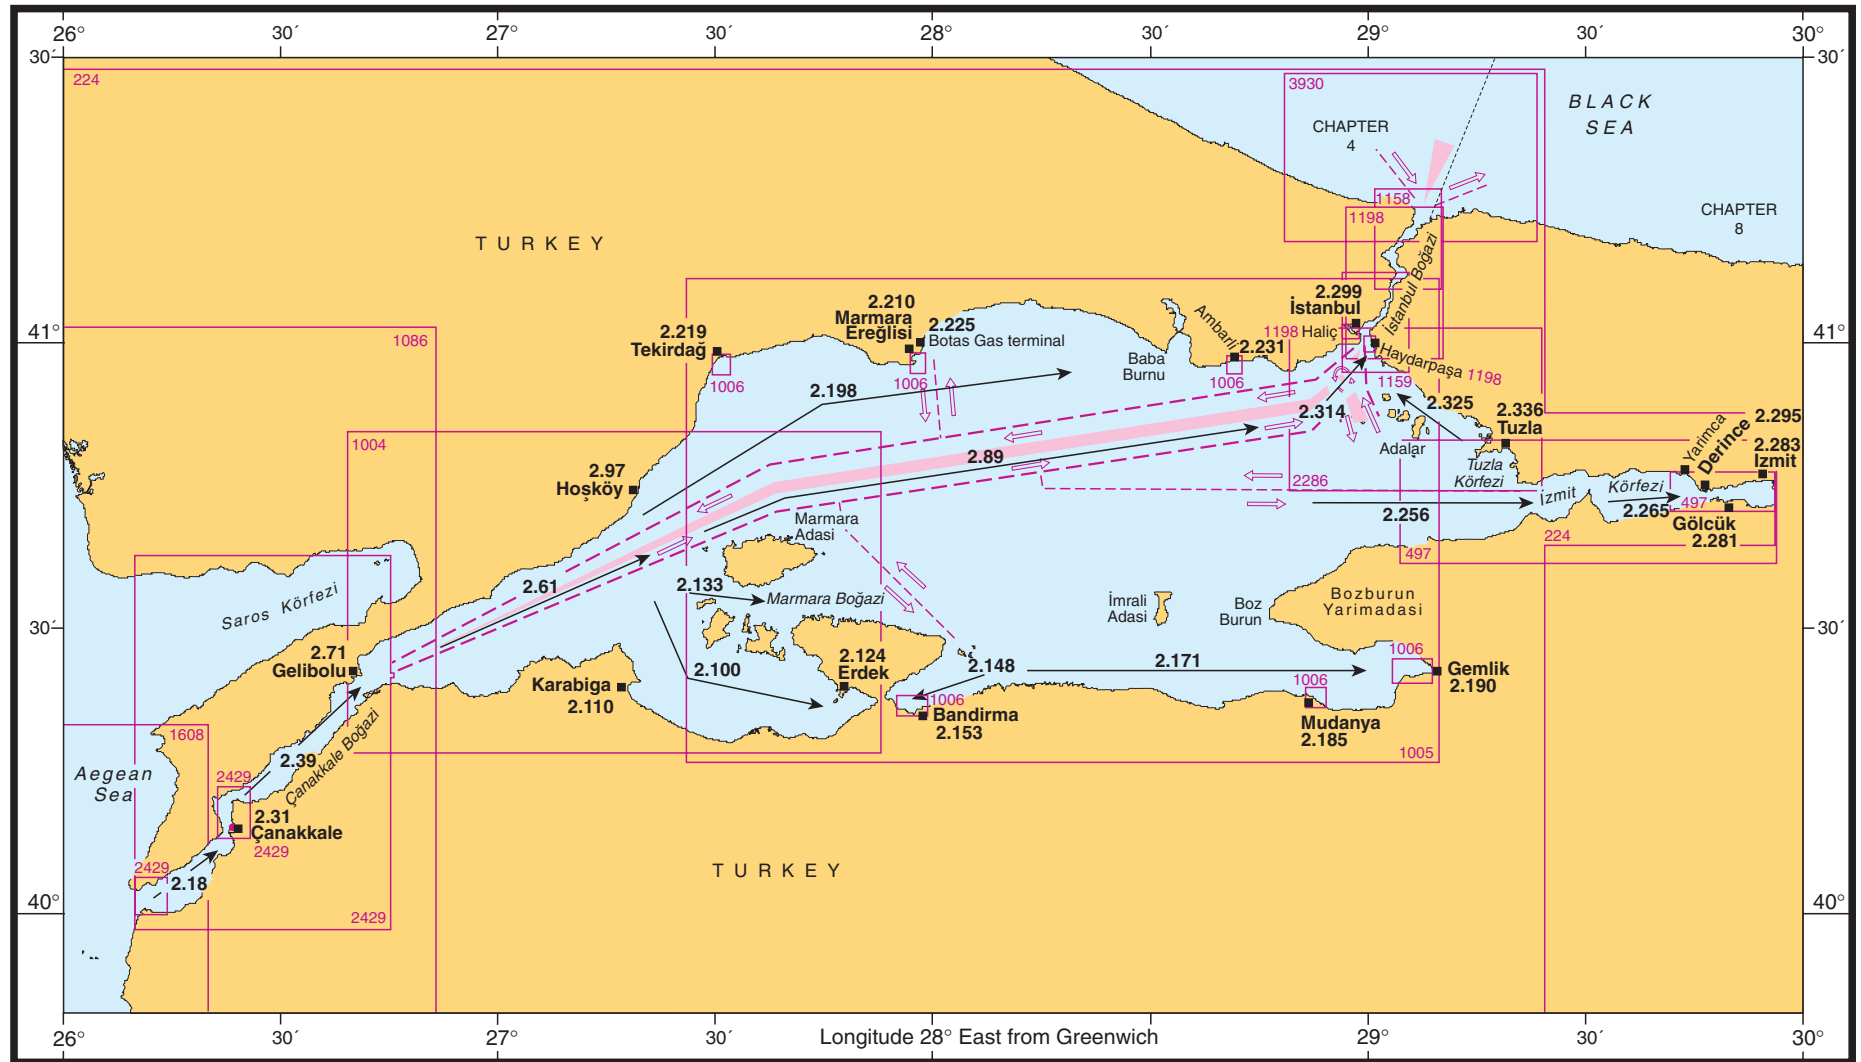 26°
30´
27°
30´
28°
30´
29°
30´
30°
30´
30´
224
3930
BLACK
SEA
CHAPTER
4
1158
1198
CHAPTER
8
TURKEY
İstanbul Boğazi
2.299
İstanbul
2.210
Marmara
Ereğlisi
2.225
Botas Gas terminal
2.219
Tekirdağ
1086
41°
41°
Ambarli
2.231
1198
Haliç
Haydarpaşa
1198
1159
Baba
Burnu
1006
1006
1006
2.198
2.314
2.325
2.336
Tuzla
2.295
Yarimca
Derince
2.283
Izmit
1004
Adalar
2.89
2.97
Hoşköy
Tuzla
Körfezi
2286
İzmit
Körfezi
497
2.256
2.265
Gölcük
2.281
224
497
Marmara
Adasi
2.61
2.133
Marmara Boğazi
İmrali
Adasi
Boz
Burun
Bozburun
Yarimadasi
Saros Körfezi
30´
30´
2.71
Gelibolu
2.100
2.124
Erdek
2.148
2.171
1006
Gemlik
2.190
Karabiga
2.110
1006
Bandirma
2.153
1006
Mudanya
2.185
1005
1608
Aegean
Sea
2.39
Çanakkale Boğazi
2429
2.31
Çanakkale
2429
2429
2.18
2429
TURKEY
40°
40°
26°
30´
27°
30´
Longitude 28° East from Greenwich
29°
30´
30°